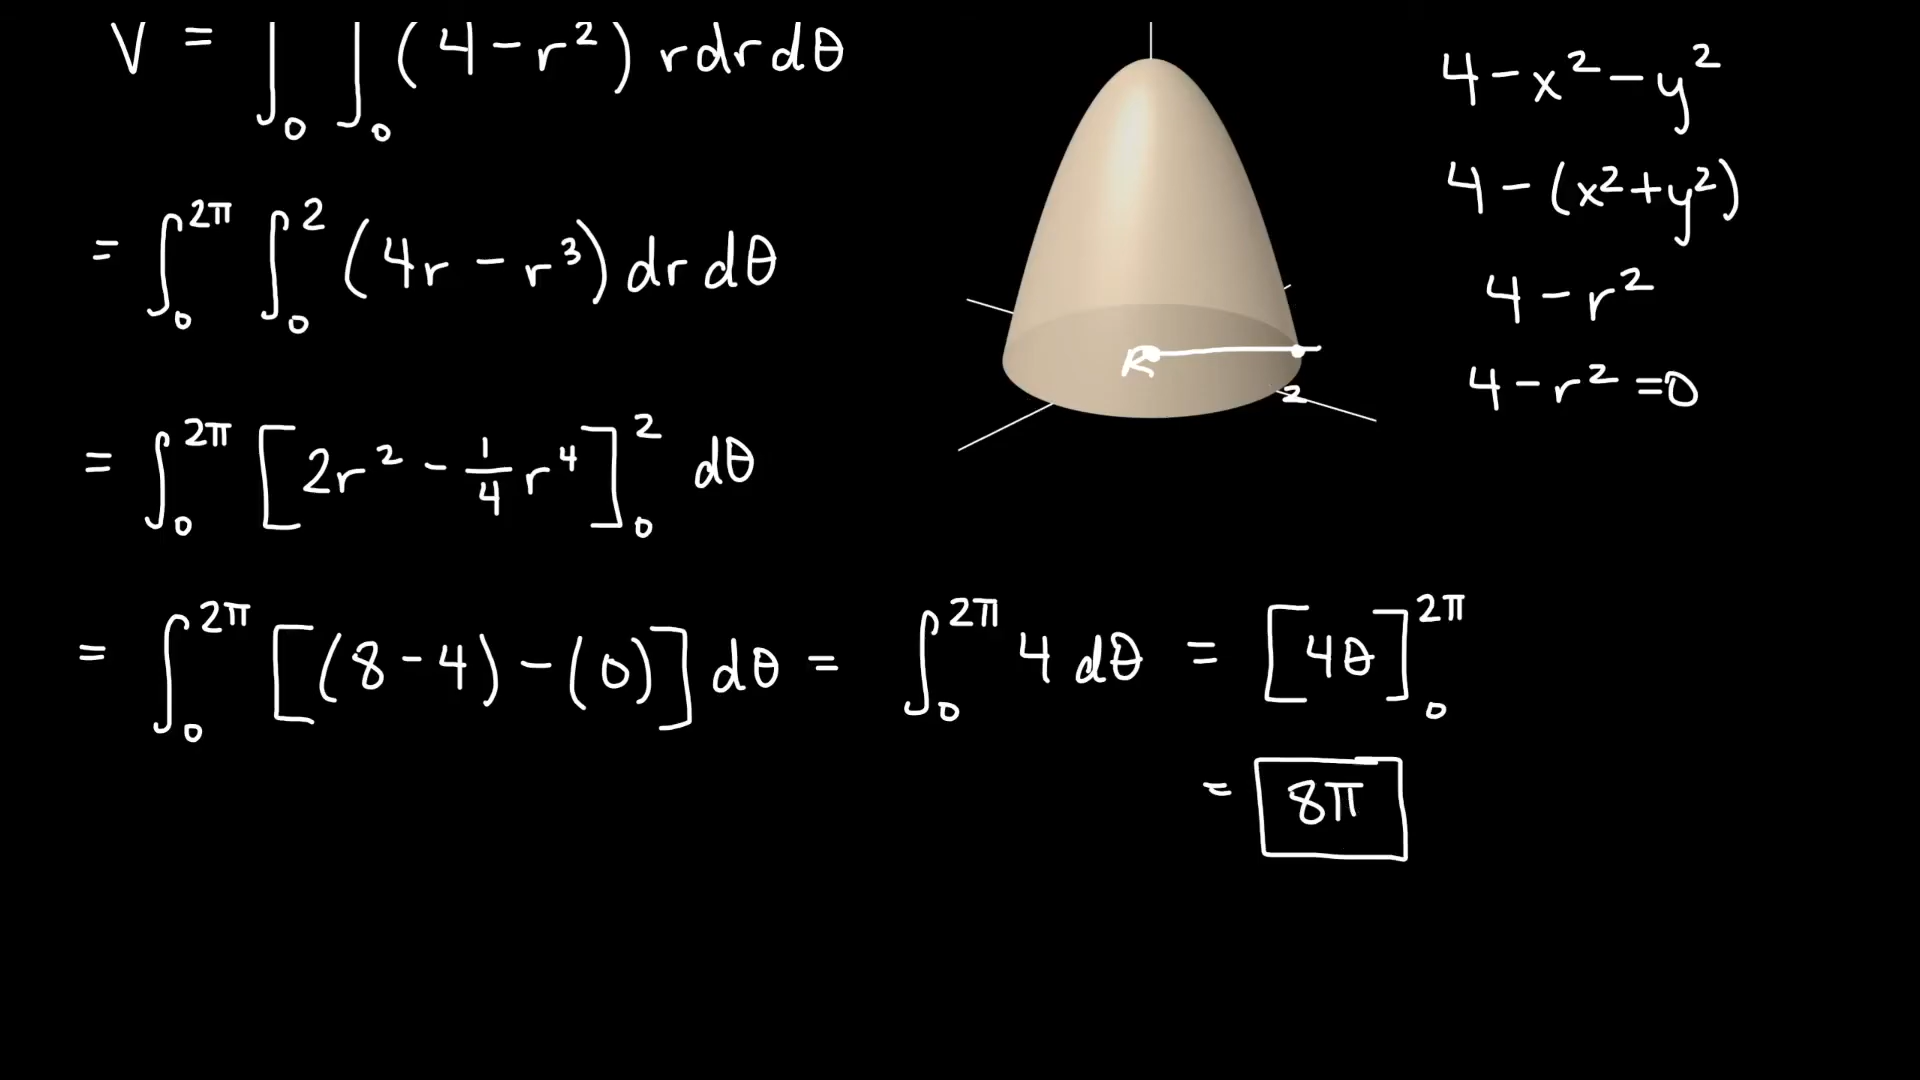 V = ∫₀ ∫₀ (4 − r²) r dr dθ
= ∫₀^2π ∫₀^2 (4r − r³) dr dθ
= ∫₀^2π [2r² − 1/4 r⁴]₀^2 dθ
= ∫₀^2π [(8 − 4) − (0)] dθ = ∫₀^2π 4 dθ = [4θ]₀^2π
= 8π
R
2
4 − x² − y²
4 − (x² + y²)
4 − r²
4 − r² = 0